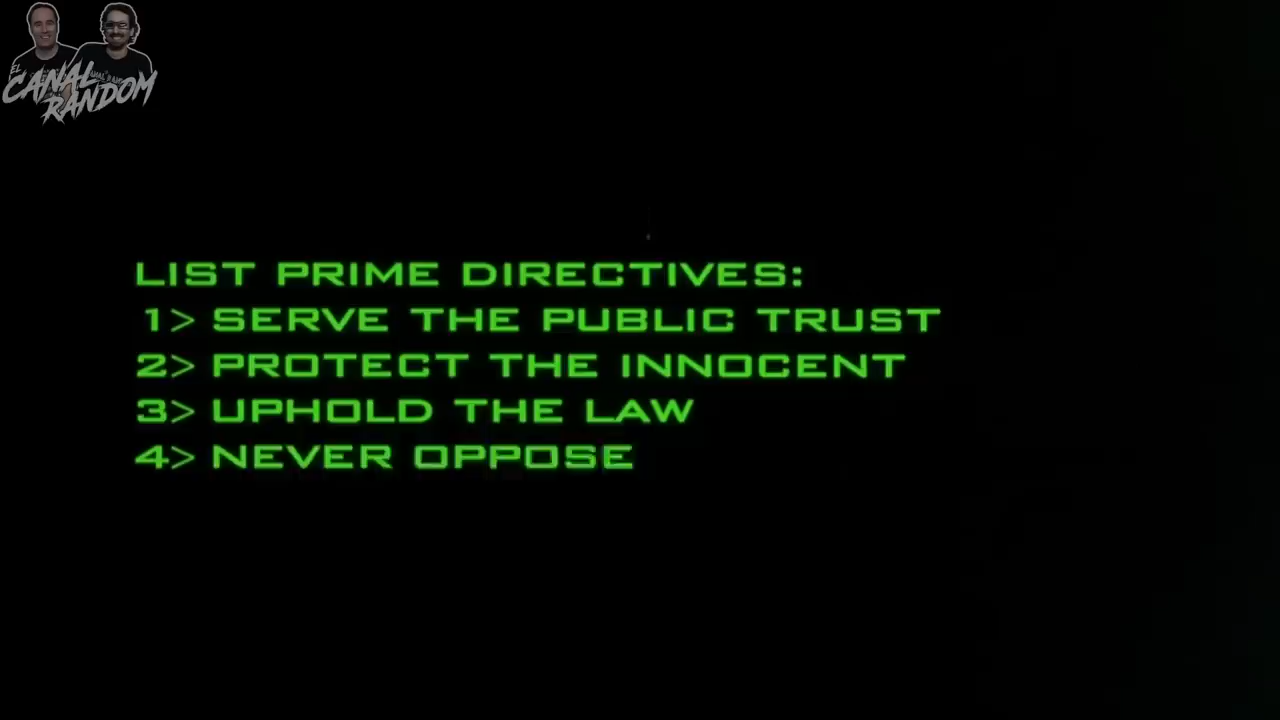 EL
CANAL
RANDOM
LIST PRIME DIRECTIVES:
1> SERVE THE PUBLIC TRUST
2> PROTECT THE INNOCENT
3> UPHOLD THE LAW
4> NEVER OPPOSE